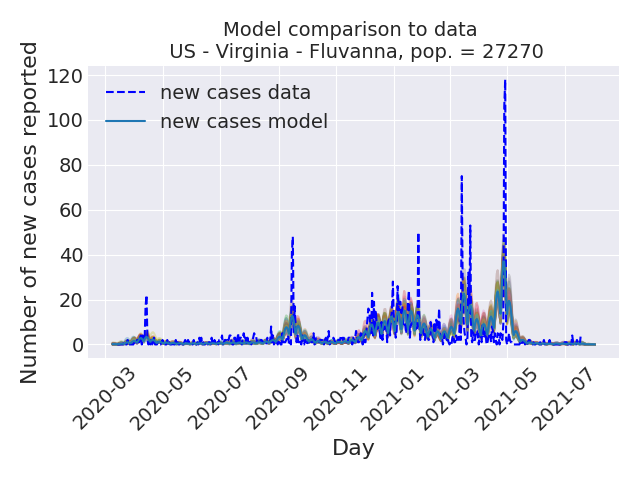 Model comparison to data
US - Virginia - Fluvanna, pop. = 27270
Number of new cases reported
120
100
80
60
40
20
0
new cases data
new cases model
2020-03
2020-05
2020-07
2020-09
2020-11
2021-01
2021-03
2021-05
2021-07
Day